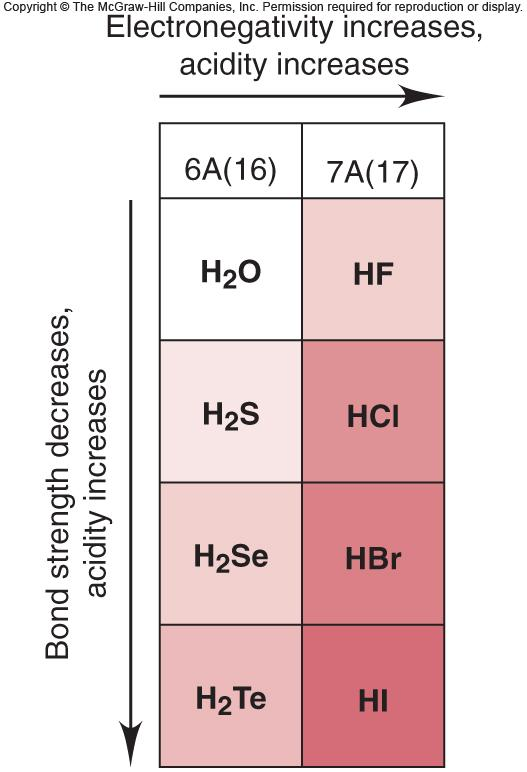 Copyright © The McGraw-Hill Companies, Inc. Permission required for reproduction or display.
Electronegativity increases,
acidity increases
6A(16) 7A(17)
Bond strength decreases,
acidity increases
H₂O HF
H₂S HCl
H₂Se HBr
H₂Te HI